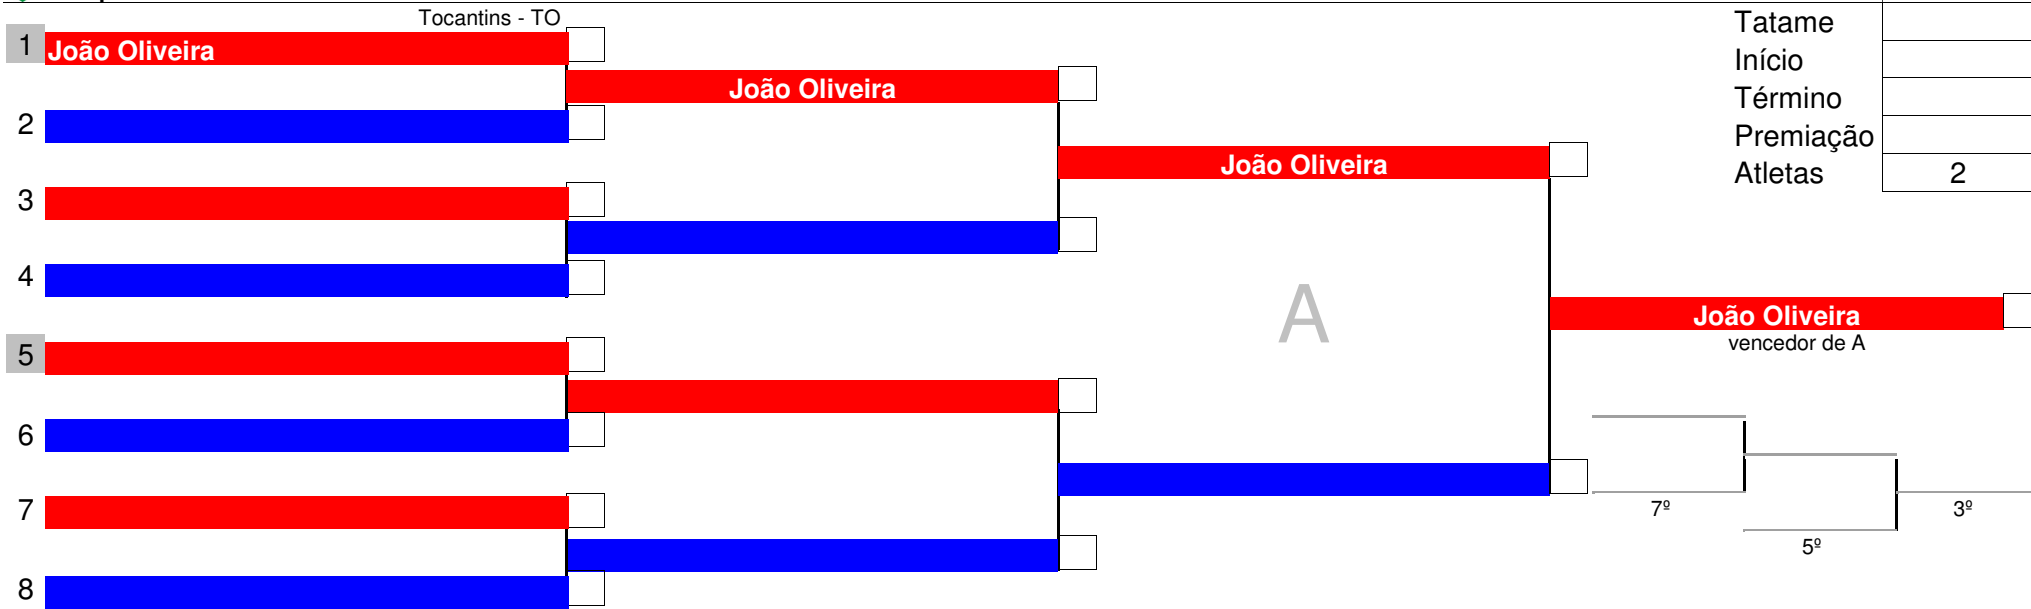 Tocantins - TO
1 João Oliveira
João Oliveira
2
3
4
João Oliveira
A
5
6
7
8
João Oliveira
vencedor de A
7º
5º
3º
Tatame
Início
Término
Premiação
Atletas 2